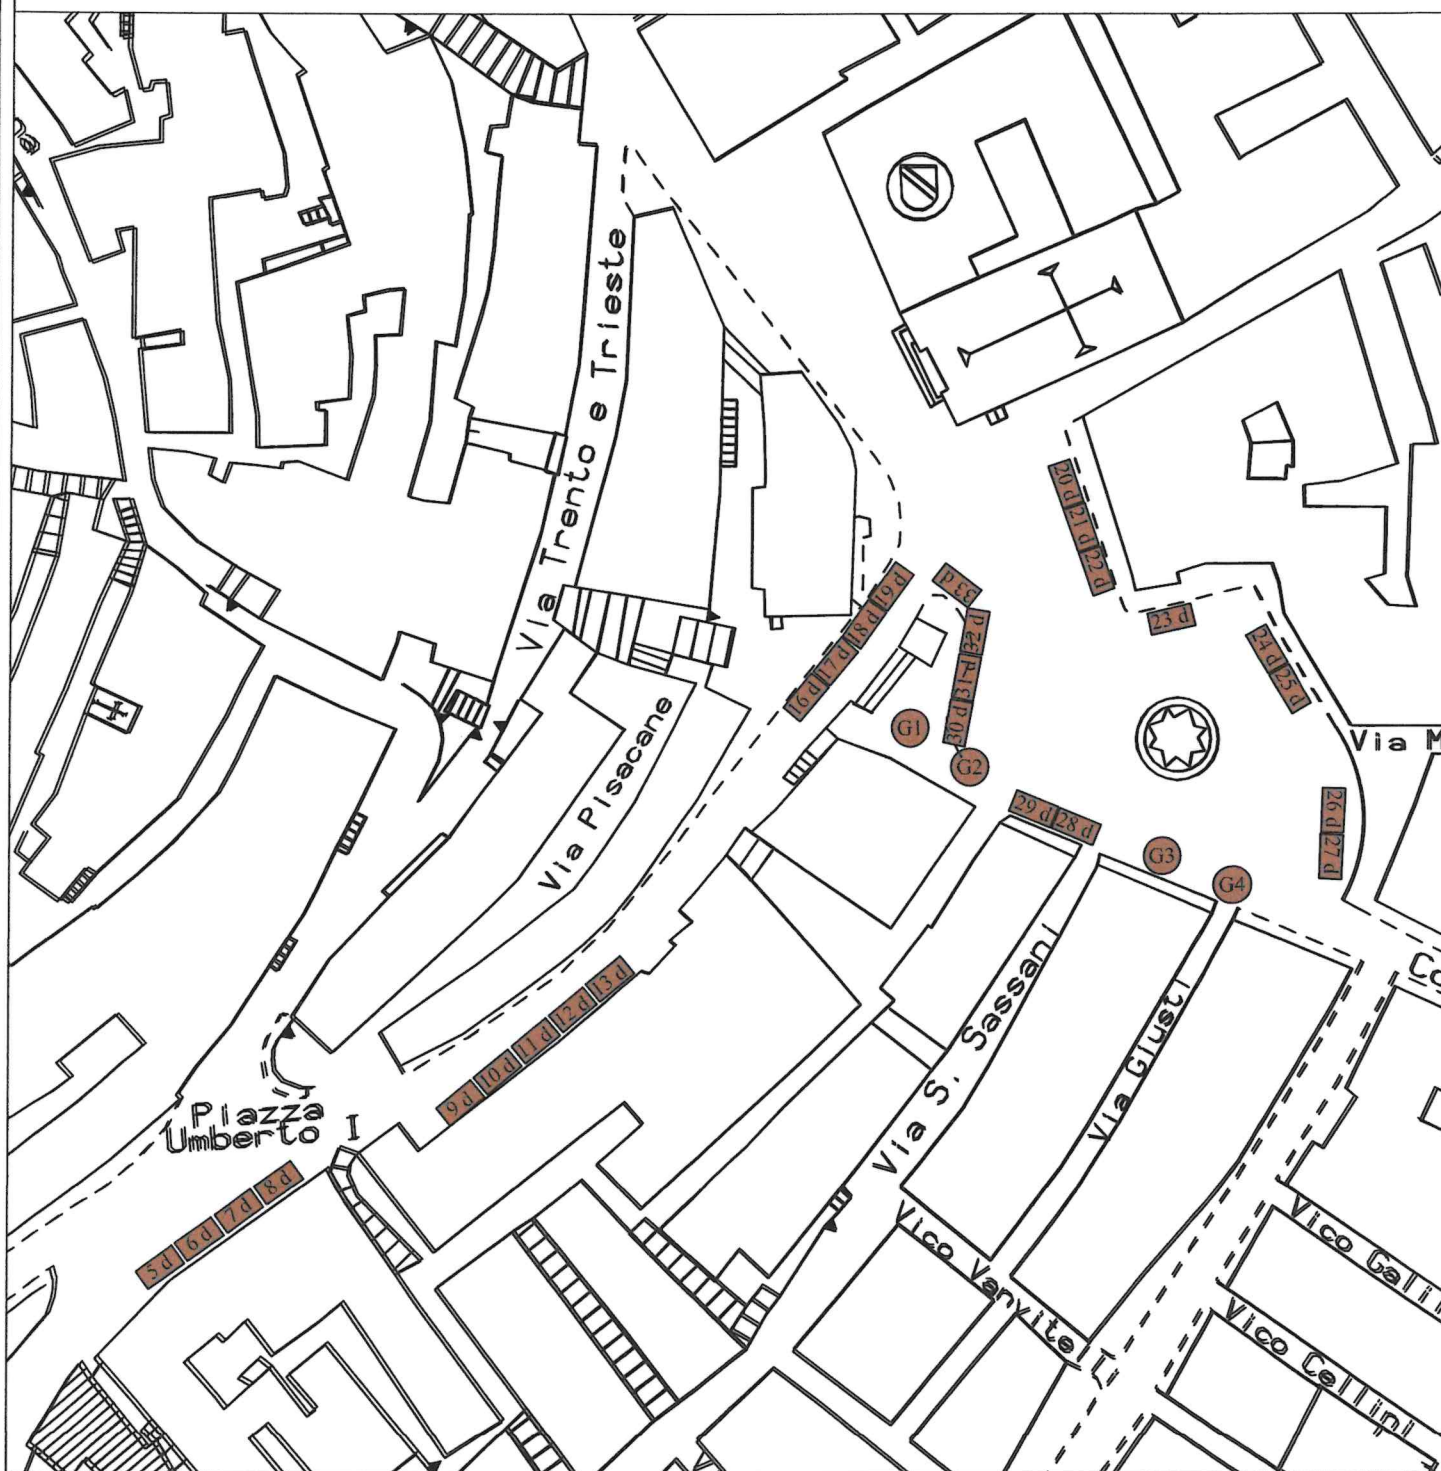 Via Trento e Trieste
20 d
21 d
22 d
19 d
18 d
17 d
16 d
33 d
32 d
31 d
30 d
23 d
24 d
25 d
G1
G2
Via Pisacane
Via M
29 d
28 d
26 d
27 d
G3
G4
13 d
12 d
11 d
10 d
9 d
Via S. Sassani
Via Giusti
Co
Piazza
Umberto I
8 d
7 d
6 d
5 d
Vico Vanvitel
Vico Galil
Vico Cellini